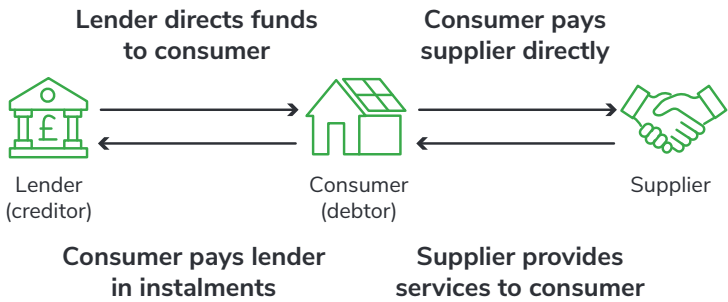 Lender directs funds
to consumer
Consumer pays
supplier directly
£
Lender
(creditor)
Consumer
(debtor)
Supplier
Consumer pays lender
in instalments
Supplier provides
services to consumer